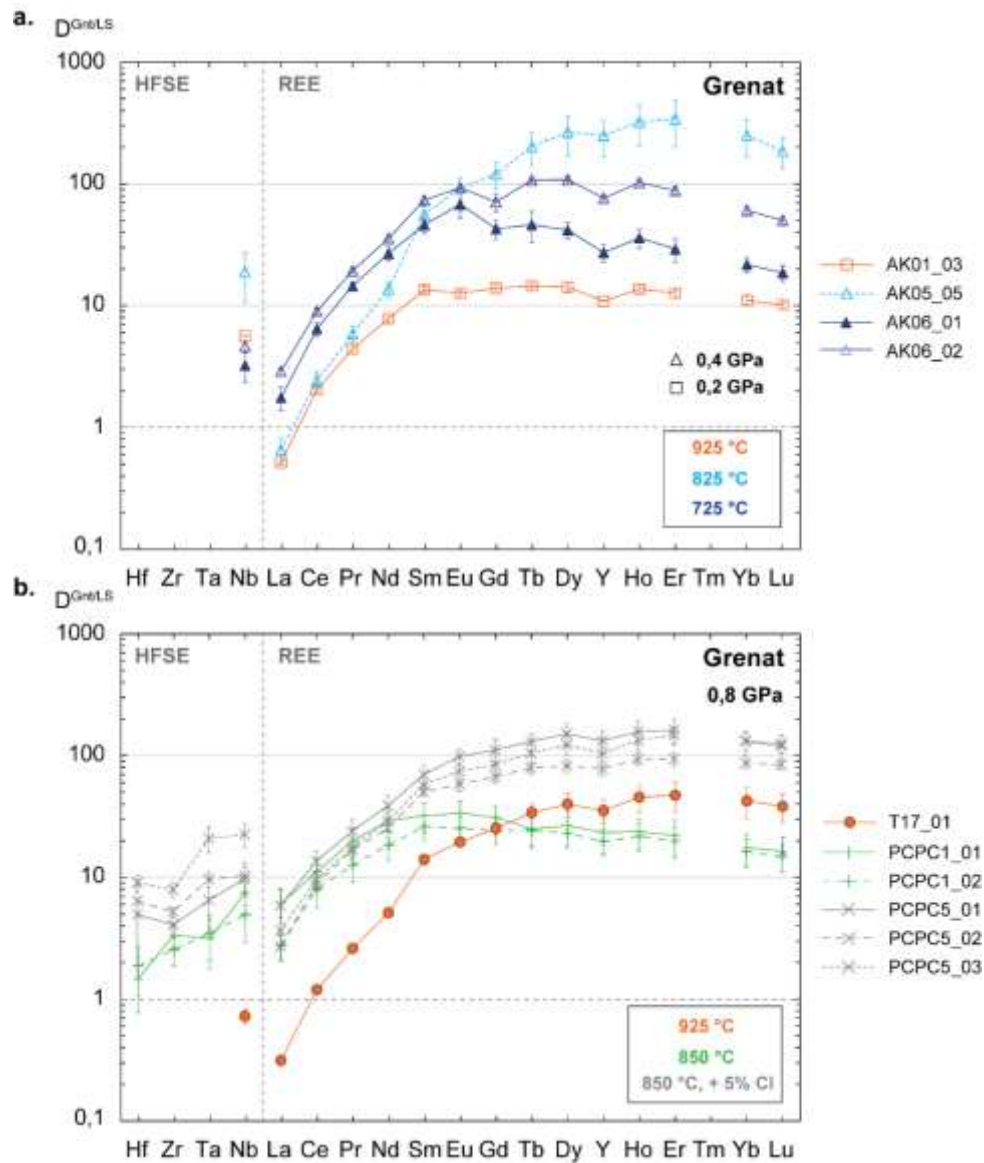 a. D^Gnt/LS
1000
HFSE REE Grenat
100
10
AK01_03
AK05_05
AK06_01
AK06_02
0,4 GPa
0,2 GPa
1
925 °C
825 °C
725 °C
0,1
Hf Zr Ta Nb La Ce Pr Nd Sm Eu Gd Tb Dy Y Ho Er Tm Yb Lu
b. D^Gnt/LS
1000
HFSE REE Grenat
0,8 GPa
100
10
T17_01
PCPC1_01
PCPC1_02
PCPC5_01
PCPC5_02
PCPC5_03
1
925 °C
850 °C
850 °C, + 5% Cl
0,1
Hf Zr Ta Nb La Ce Pr Nd Sm Eu Gd Tb Dy Y Ho Er Tm Yb Lu